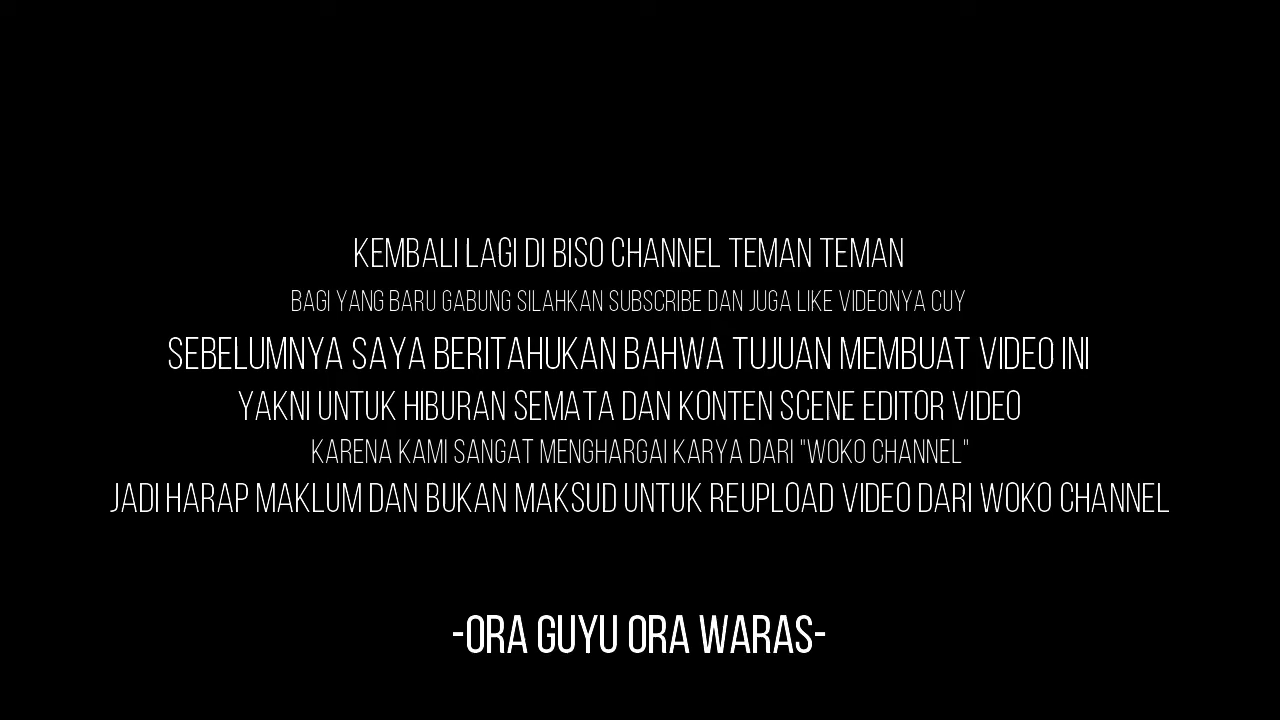 KEMBALI LAGI DI BISO CHANNEL TEMAN TEMAN
BAGI YANG BARU GABUNG SILAHKAN SUBSCRIBE DAN JUGA LIKE VIDEONYA CUY
SEBELUMNYA SAYA BERITAHUKAN BAHWA TUJUAN MEMBUAT VIDEO INI
YAKNI UNTUK HIBURAN SEMATA DAN KONTEN SCENE EDITOR VIDEO
KARENA KAMI SANGAT MENGHARGAI KARYA DARI "WOKO CHANNEL"
JADI HARAP MAKLUM DAN BUKAN MAKSUD UNTUK REUPLOAD VIDEO DARI WOKO CHANNEL
-ORA GUYU ORA WARAS-